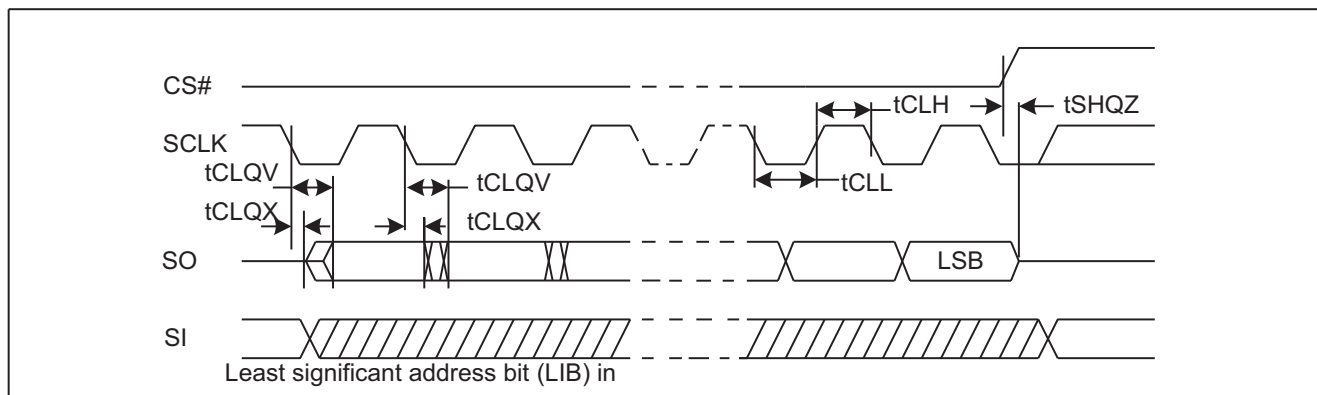 CS#
tCLH
tSHQZ
SCLK
tCLQV
tCLQV
tCLL
tCLQX
tCLQX
SO
LSB
SI
Least significant address bit (LIB) in